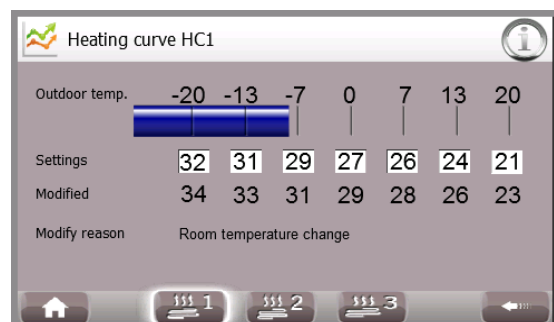 Heating curve HC1
Outdoor temp. -20 -13 -7 0 7 13 20
Settings 32 31 29 27 26 24 21
Modified 34 33 31 29 28 26 23
Modify reason Room temperature change
1 2 3